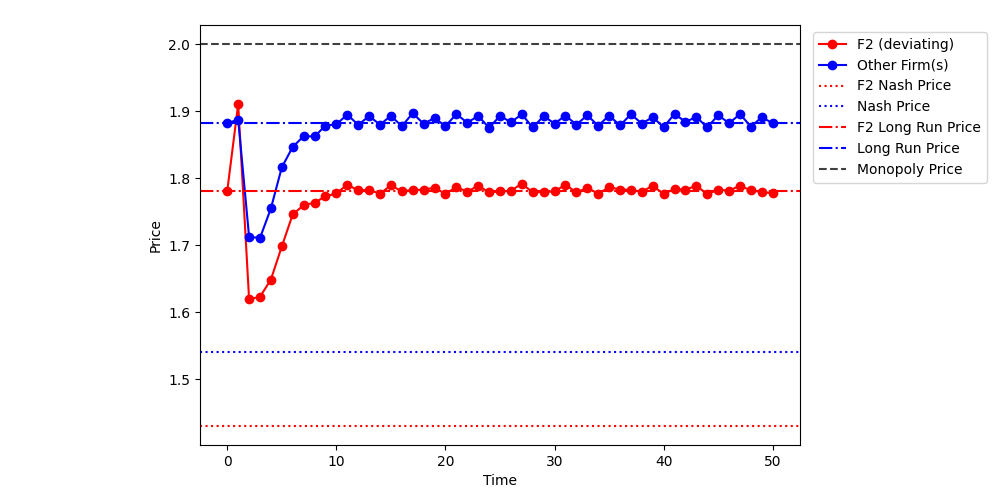 2.0
1.9
1.8
1.7
1.6
1.5
Price
0 10 20 30 40 50
Time
F2 (deviating)
Other Firm(s)
F2 Nash Price
Nash Price
F2 Long Run Price
Long Run Price
Monopoly Price